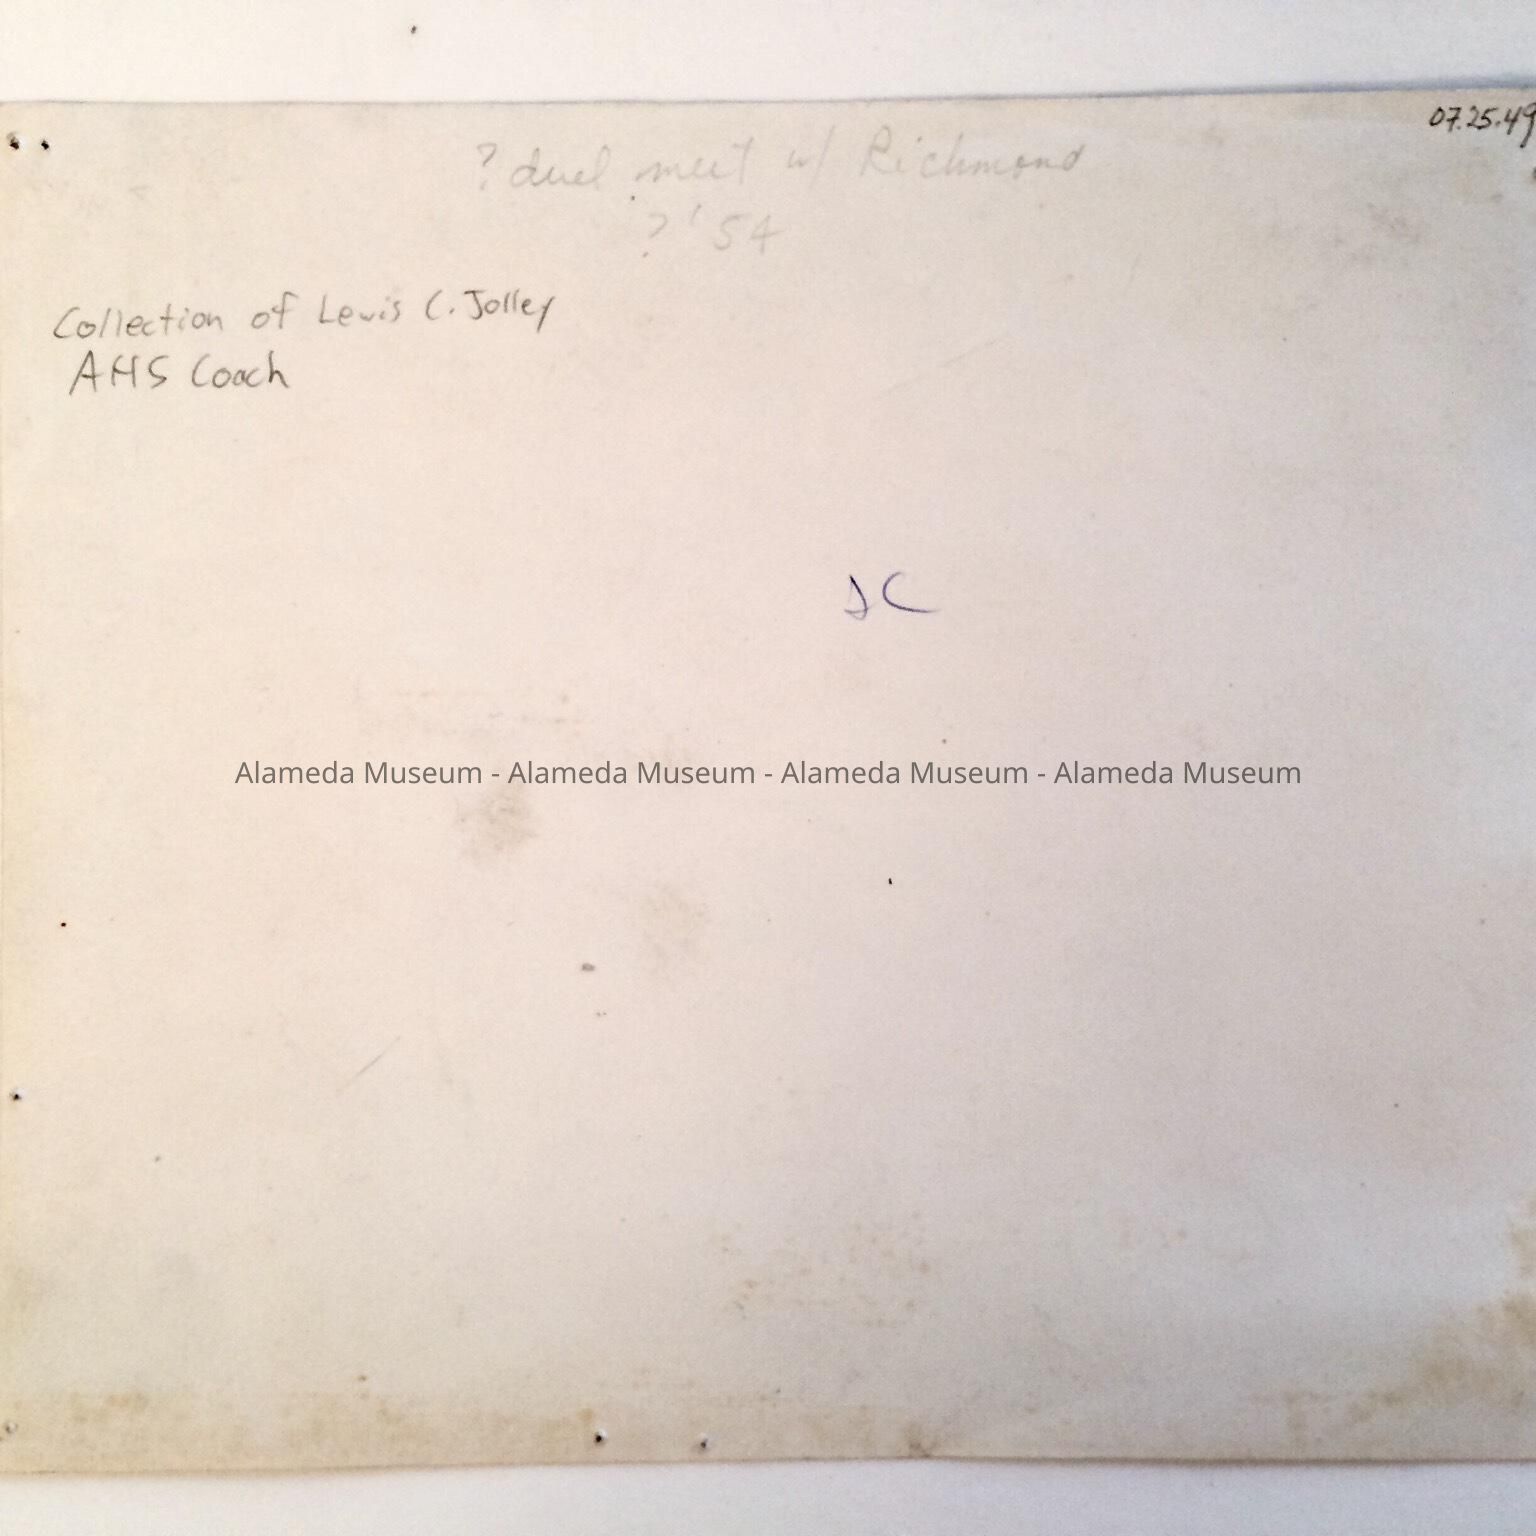 07.25.49
? duel meet w/ Richmond
? '54
Collection of Lewis C. Jolley
AHS Coach
Alameda Museum - Alameda Museum - Alameda Museum - Alameda Museum